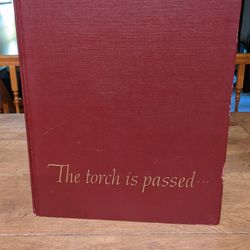 The torch is passed...